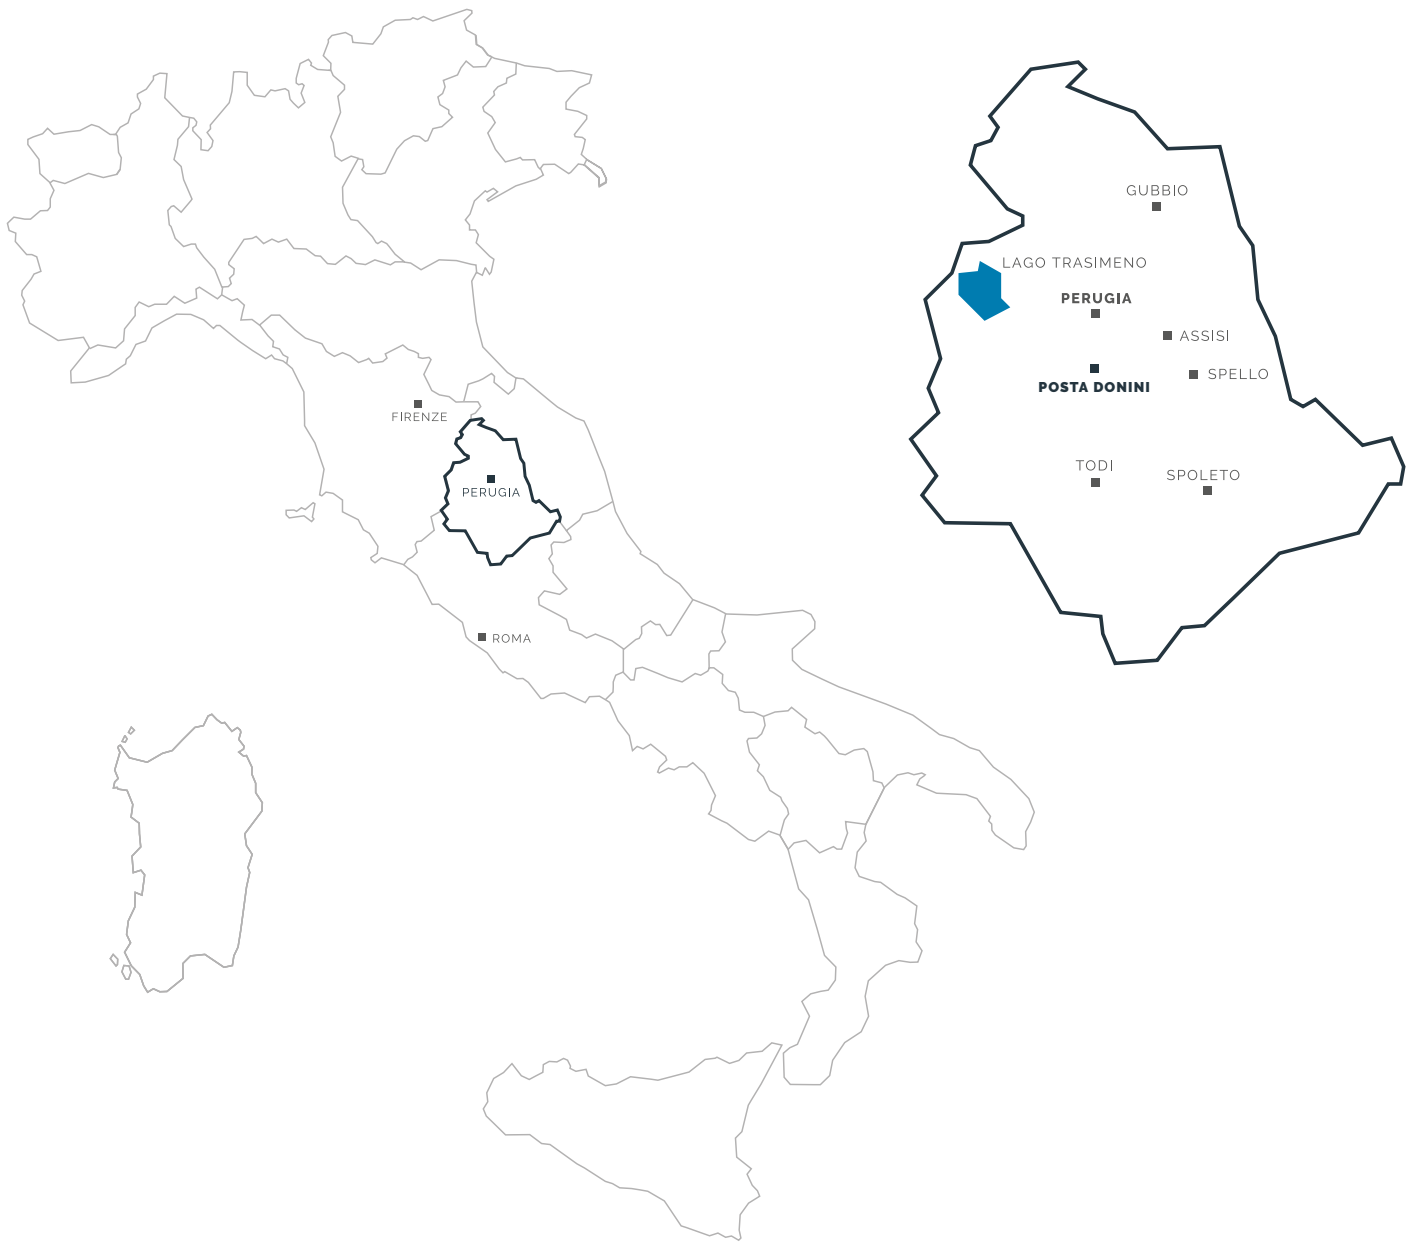 FIRENZE
PERUGIA
ROMA
GUBBIO
LAGO TRASIMENO
PERUGIA
ASSISI
SPELLO
POSTA DONINI
TODI
SPOLETO